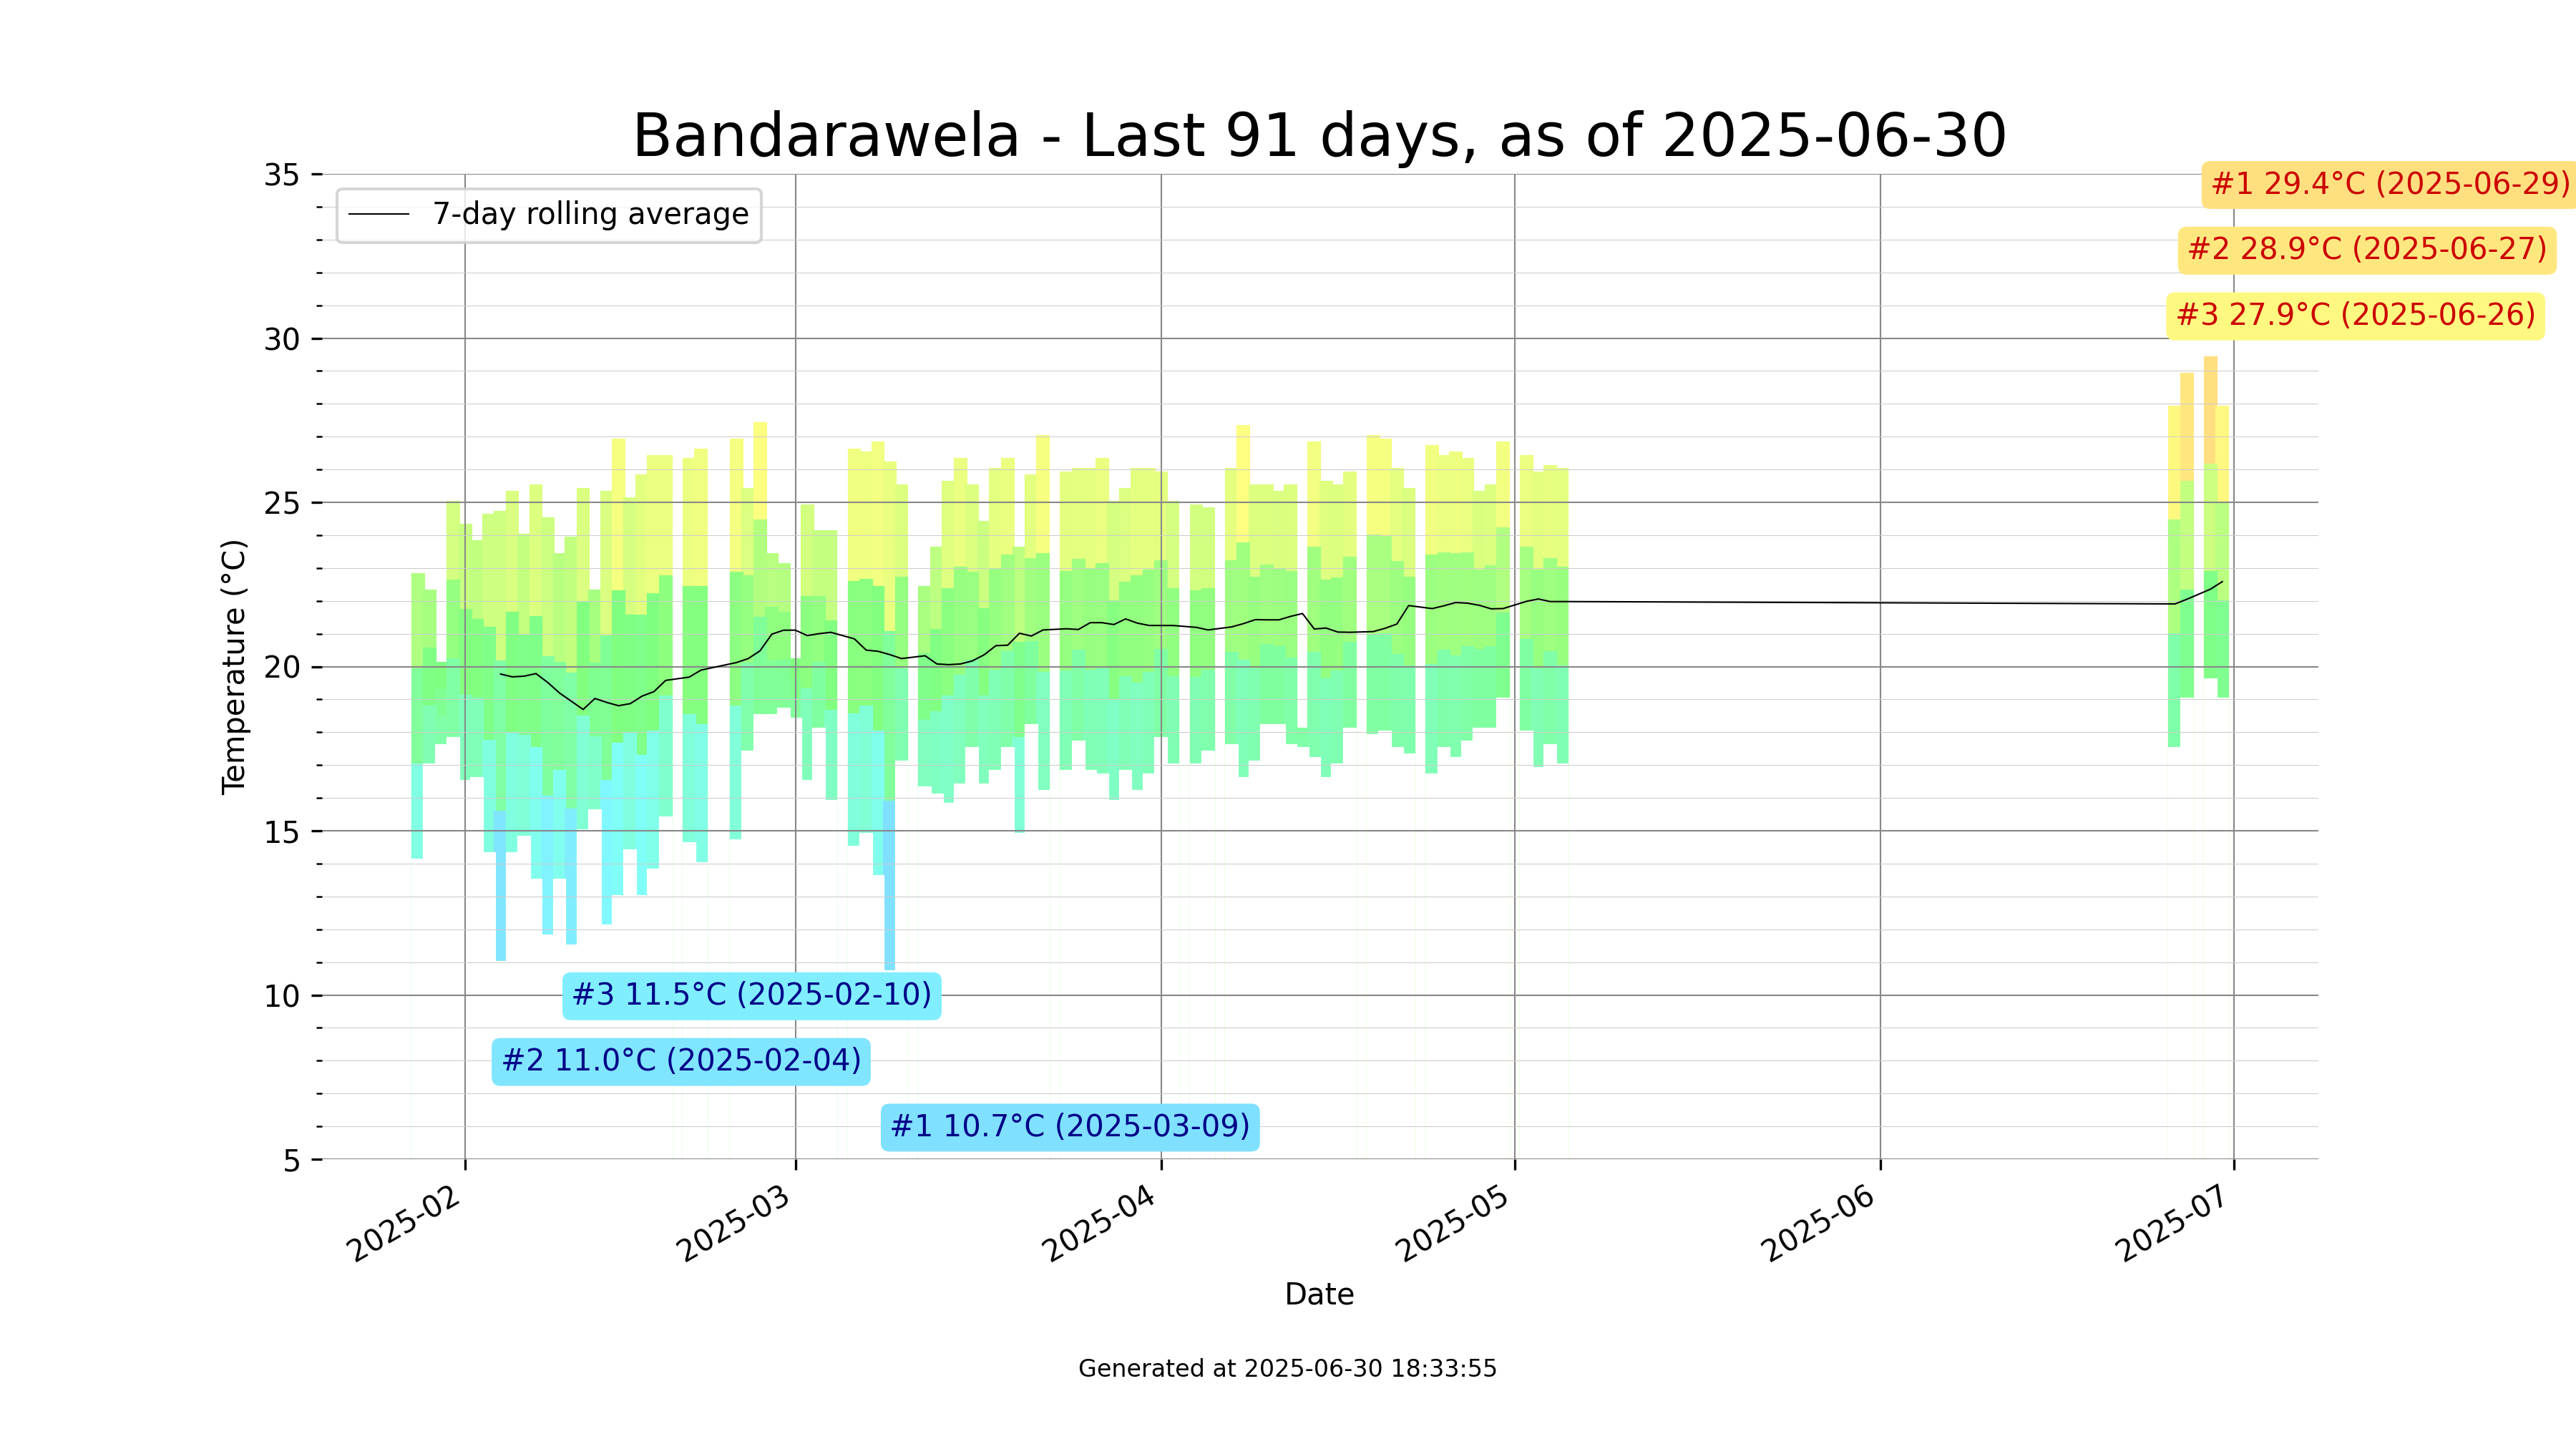 Bandarawela - Last 91 days, as of 2025-06-30
35
30
25
20
15
10
5
Temperature (°C)
7-day rolling average
#1 29.4°C (2025-06-29)
#2 28.9°C (2025-06-27)
#3 27.9°C (2025-06-26)
#3 11.5°C (2025-02-10)
#2 11.0°C (2025-02-04)
#1 10.7°C (2025-03-09)
2025-02
2025-03
2025-04
2025-05
2025-06
2025-07
Date
Generated at 2025-06-30 18:33:55